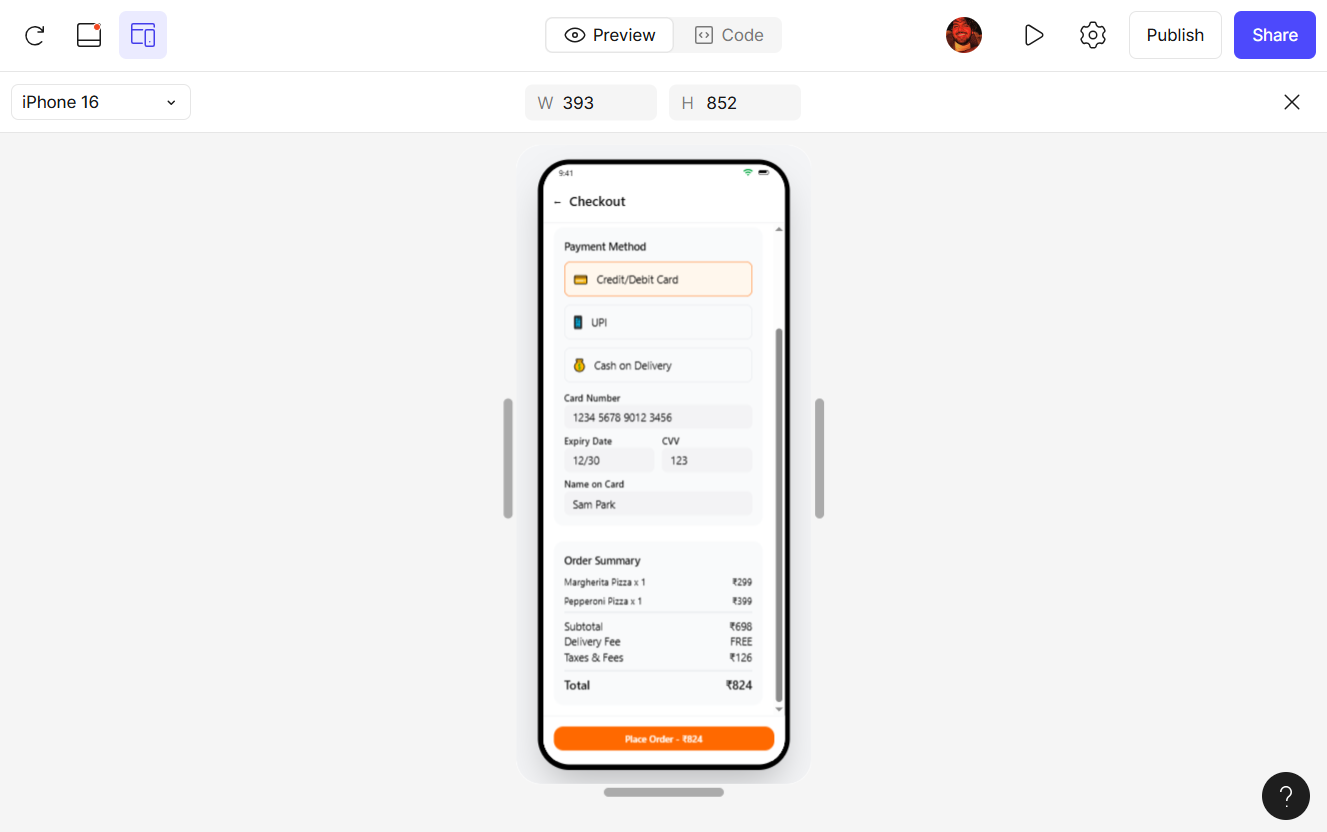 Preview
Code
Publish
Share
iPhone 16
W 393
H 852
9:41
← Checkout
Payment Method
Credit/Debit Card
UPI
Cash on Delivery
Card Number
1234 5678 9012 3456
Expiry Date CVV
12/30 123
Name on Card
Sam Park
Order Summary
Margherita Pizza x 1 ₹299
Pepperoni Pizza x 1 ₹399
Subtotal ₹698
Delivery Fee FREE
Taxes & Fees ₹126
Total ₹824
Place Order - ₹824
?